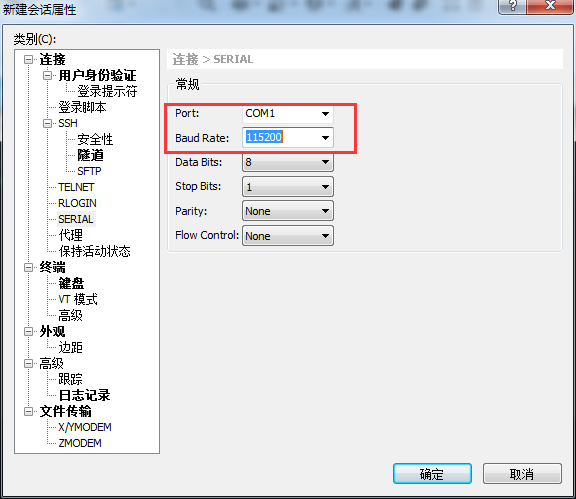 新建会话属性
类别(C):
连接
用户身份验证
登录提示符
登录脚本
SSH
安全性
隧道
SFTP
TELNET
RLOGIN
SERIAL
代理
保持活动状态
终端
键盘
VT 模式
高级
外观
边距
高级
跟踪
日志记录
文件传输
X/YMODEM
ZMODEM
连接 > SERIAL
常规
Port: COM1
Baud Rate: 115200
Data Bits: 8
Stop Bits: 1
Parity: None
Flow Control: None
确定 取消